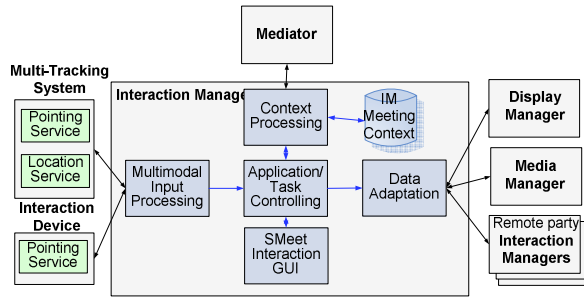 Mediator
Multi-Tracking
System
Pointing
Service
Location
Service
Interaction
Device
Pointing
Service
Interaction Manage
Context
Processing
IM
Meeting
Context
Multimodal
Input
Processing
Application/
Task
Controlling
Data
Adaptation
SMeet
Interaction
GUI
Display
Manager
Media
Manager
Remote party
Interaction
Managers